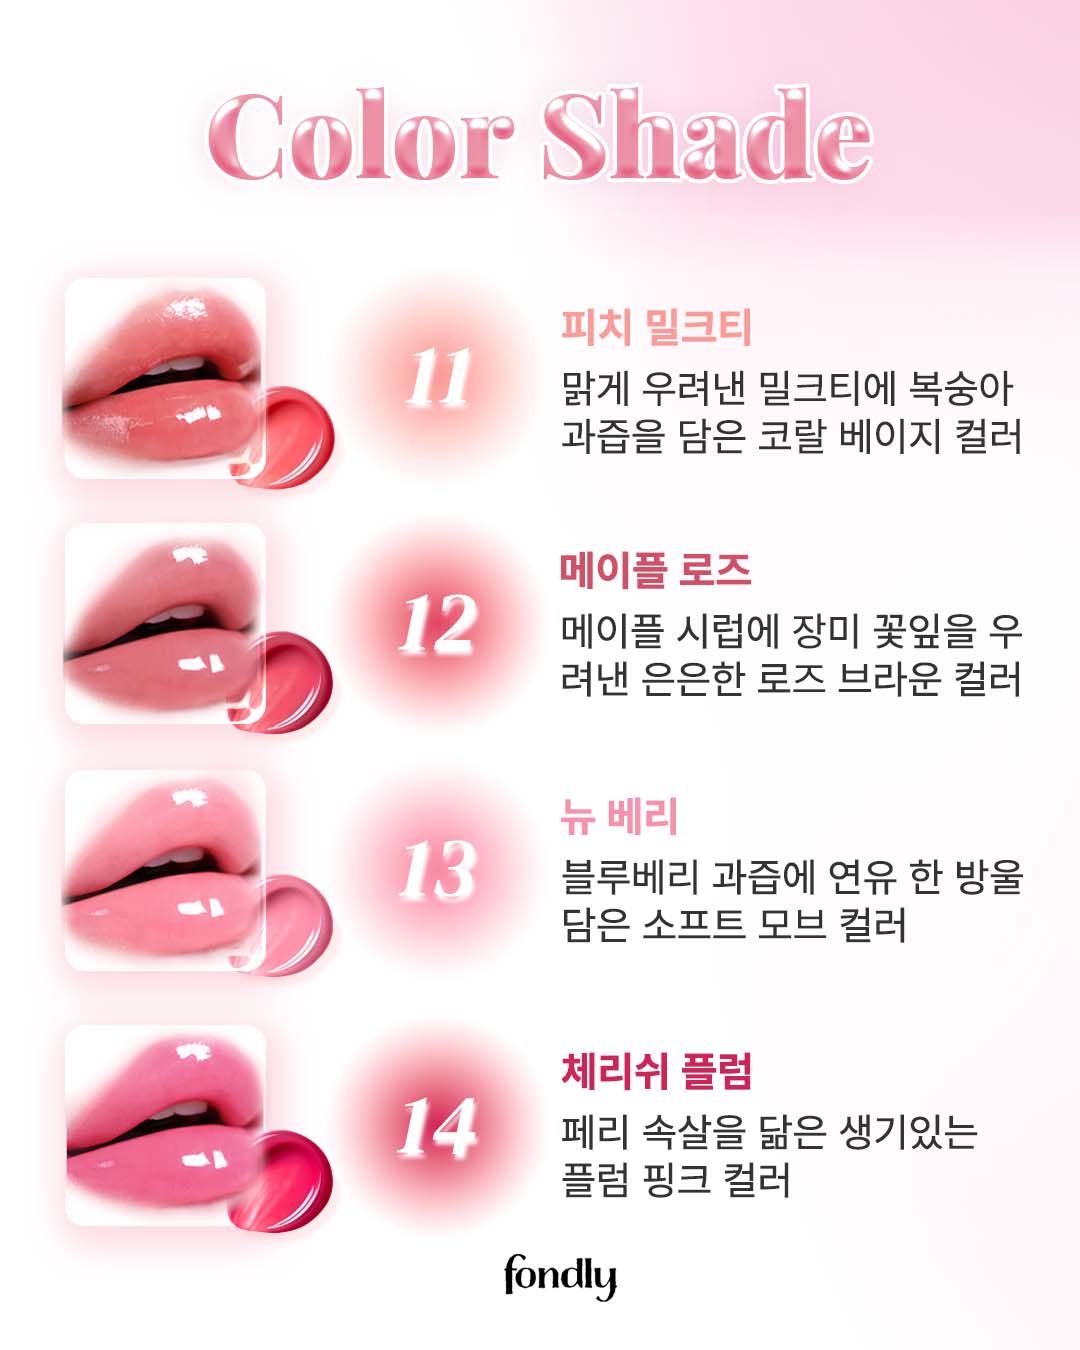 Color Shade
11
피치 밀크티
맑게 우려낸 밀크티에 복숭아
과즙을 담은 코랄 베이지 컬러
12
메이플 로즈
메이플 시럽에 장미 꽃잎을 우
려낸 은은한 로즈 브라운 컬러
13
뉴 베리
블루베리 과즙에 연유 한 방울
담은 소프트 모브 컬러
14
체리쉬 플럼
페리 속살을 닮은 생기있는
플럼 핑크 컬러
fondly